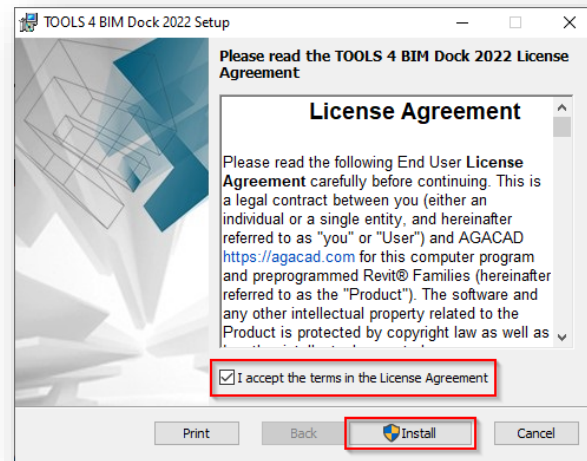 TOOLS 4 BIM Dock 2022 Setup
Please read the TOOLS 4 BIM Dock 2022 License
Agreement
License Agreement
Please read the following End User License
Agreement carefully before continuing. This is
a legal contract between you (either an
individual or a single entity, and hereinafter
referred to as "you" or "User") and AGACAD
https://agacad.com for this computer program
and preprogrammed Revit® Families (hereinafter
referred to as the "Product"). The software and
any other intellectual property related to the
Product is protected by copyright law as well as
I accept the terms in the License Agreement
Print
Back
Install
Cancel